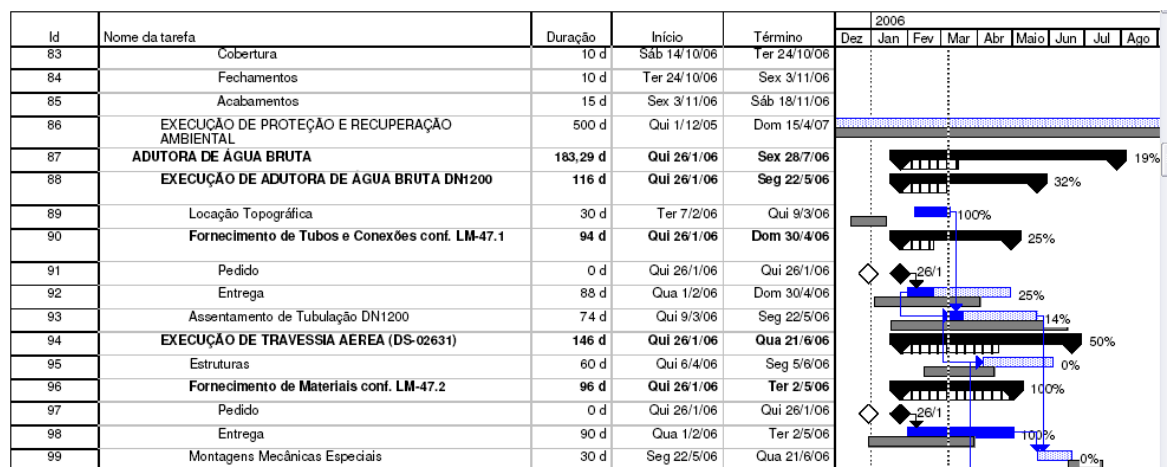 2006
Id Nome da tarefa Duração Início Término Dez Jan Fev Mar Abr Maio Jun Jul Ago
83 Cobertura 10 d Sáb 14/10/06 Ter 24/10/06
84 Fechamentos 10 d Ter 24/10/06 Sex 3/11/06
85 Acabamentos 15 d Sex 3/11/06 Sáb 18/11/06
86 EXECUÇÃO DE PROTEÇÃO E RECUPERAÇÃO 500 d Qui 1/12/05 Dom 15/4/07
AMBIENTAL
87 ADUTORA DE ÁGUA BRUTA 183,29 d Qui 26/1/06 Sex 28/7/06 19%
88 EXECUÇÃO DE ADUTORA DE ÁGUA BRUTA DN1200 116 d Qui 26/1/06 Seg 22/5/06 32%
89 Locação Topográfica 30 d Ter 7/2/06 Qui 9/3/06 100%
90 Fornecimento de Tubos e Conexões conf. LM-47.1 94 d Qui 26/1/06 Dom 30/4/06 25%
91 Pedido 0 d Qui 26/1/06 Qui 26/1/06 26/1
92 Entrega 88 d Qua 1/2/06 Dom 30/4/06 25%
93 Assentamento de Tubulação DN1200 74 d Qui 9/3/06 Seg 22/5/06 14%
94 EXECUÇÃO DE TRAVESSIA AÉREA (DS-02631) 146 d Qui 26/1/06 Qua 21/6/06 50%
95 Estruturas 60 d Qui 6/4/06 Seg 5/6/06 0%
96 Fornecimento de Materiais conf. LM-47.2 96 d Qui 26/1/06 Ter 2/5/06 100%
97 Pedido 0 d Qui 26/1/06 Qui 26/1/06 26/1
98 Entrega 90 d Qua 1/2/06 Ter 2/5/06 100%
99 Montagens Mecânicas Especiais 30 d Seg 22/5/06 Qua 21/6/06 0%